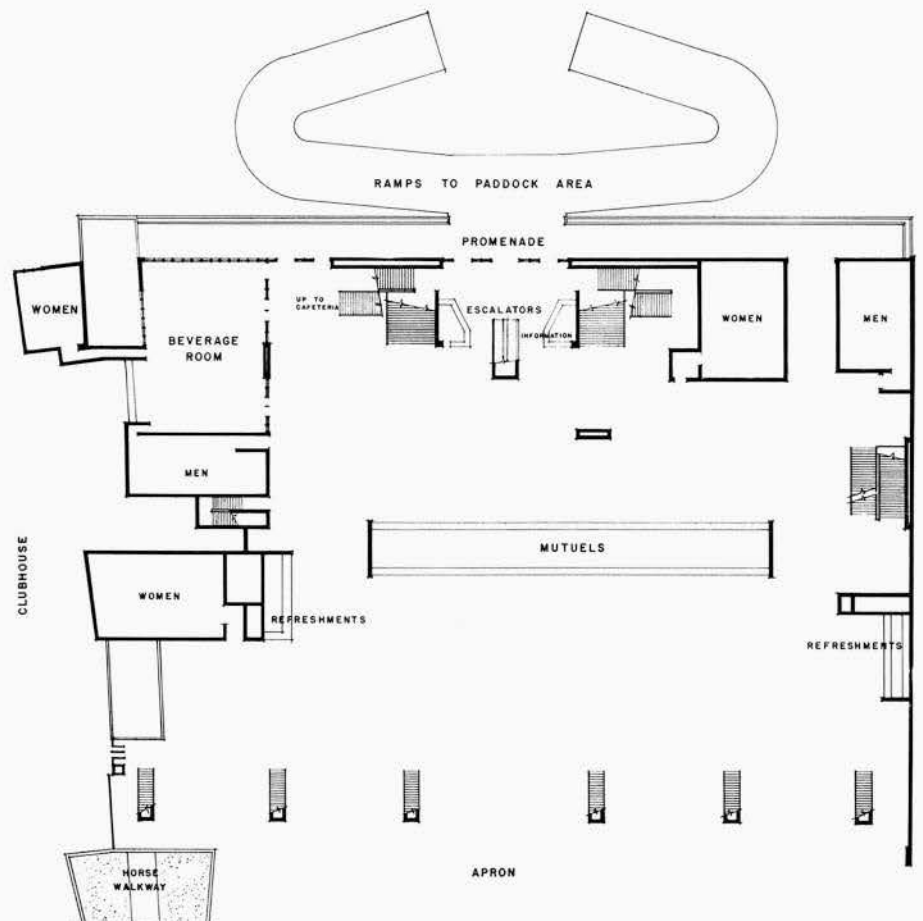 RAMPS TO PADDOCK AREA
PROMENADE
WOMEN
UP TO
CAFETERIA
ESCALATORS
INFORMATION
WOMEN
MEN
BEVERAGE
ROOM
MEN
MUTUELS
CLUBHOUSE
WOMEN
REFRESHMENTS
REFRESHMENTS
HORSE
WALKWAY
APRON